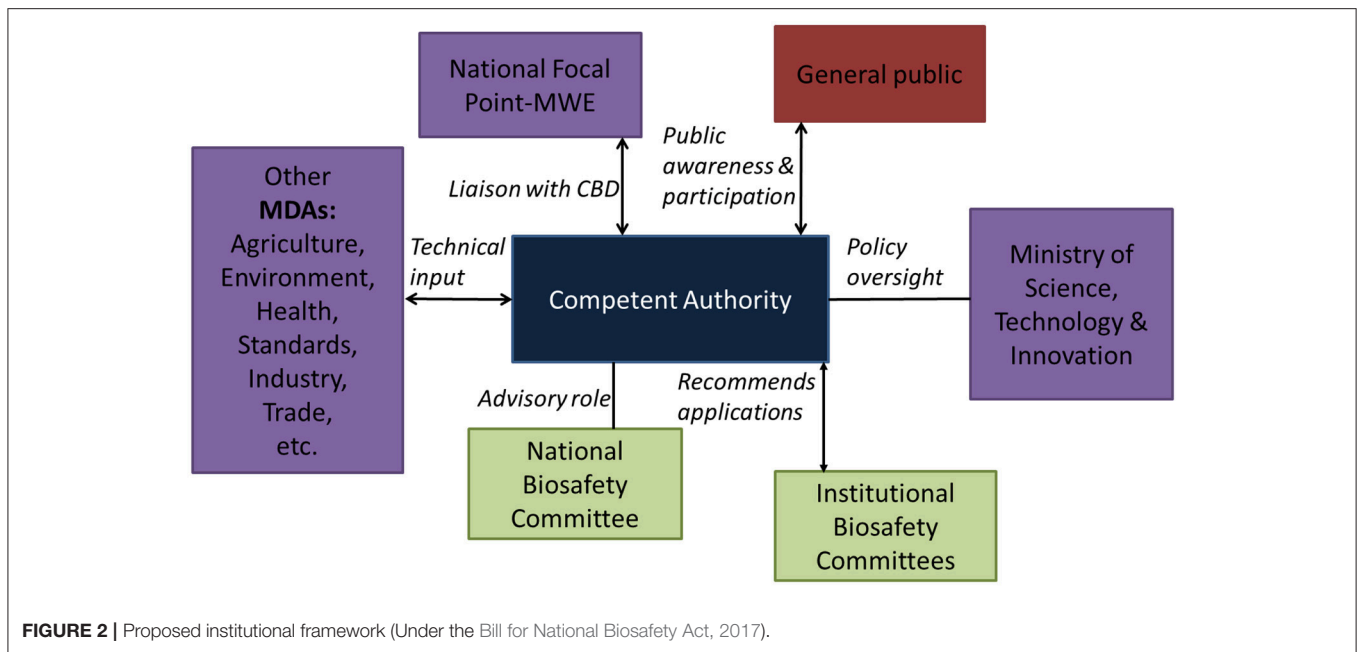 National Focal
Point-MWE
General public
Public
awareness &
participation
Liaison with CBD
Other
MDAs:
Agriculture,
Environment,
Health,
Standards,
Industry,
Trade,
etc.
Technical
input
Competent Authority
Policy
oversight
Ministry of
Science,
Technology &
Innovation
Advisory role
Recommends
applications
National
Biosafety
Committee
Institutional
Biosafety
Committees
FIGURE 2 | Proposed institutional framework (Under the Bill for National Biosafety Act, 2017).